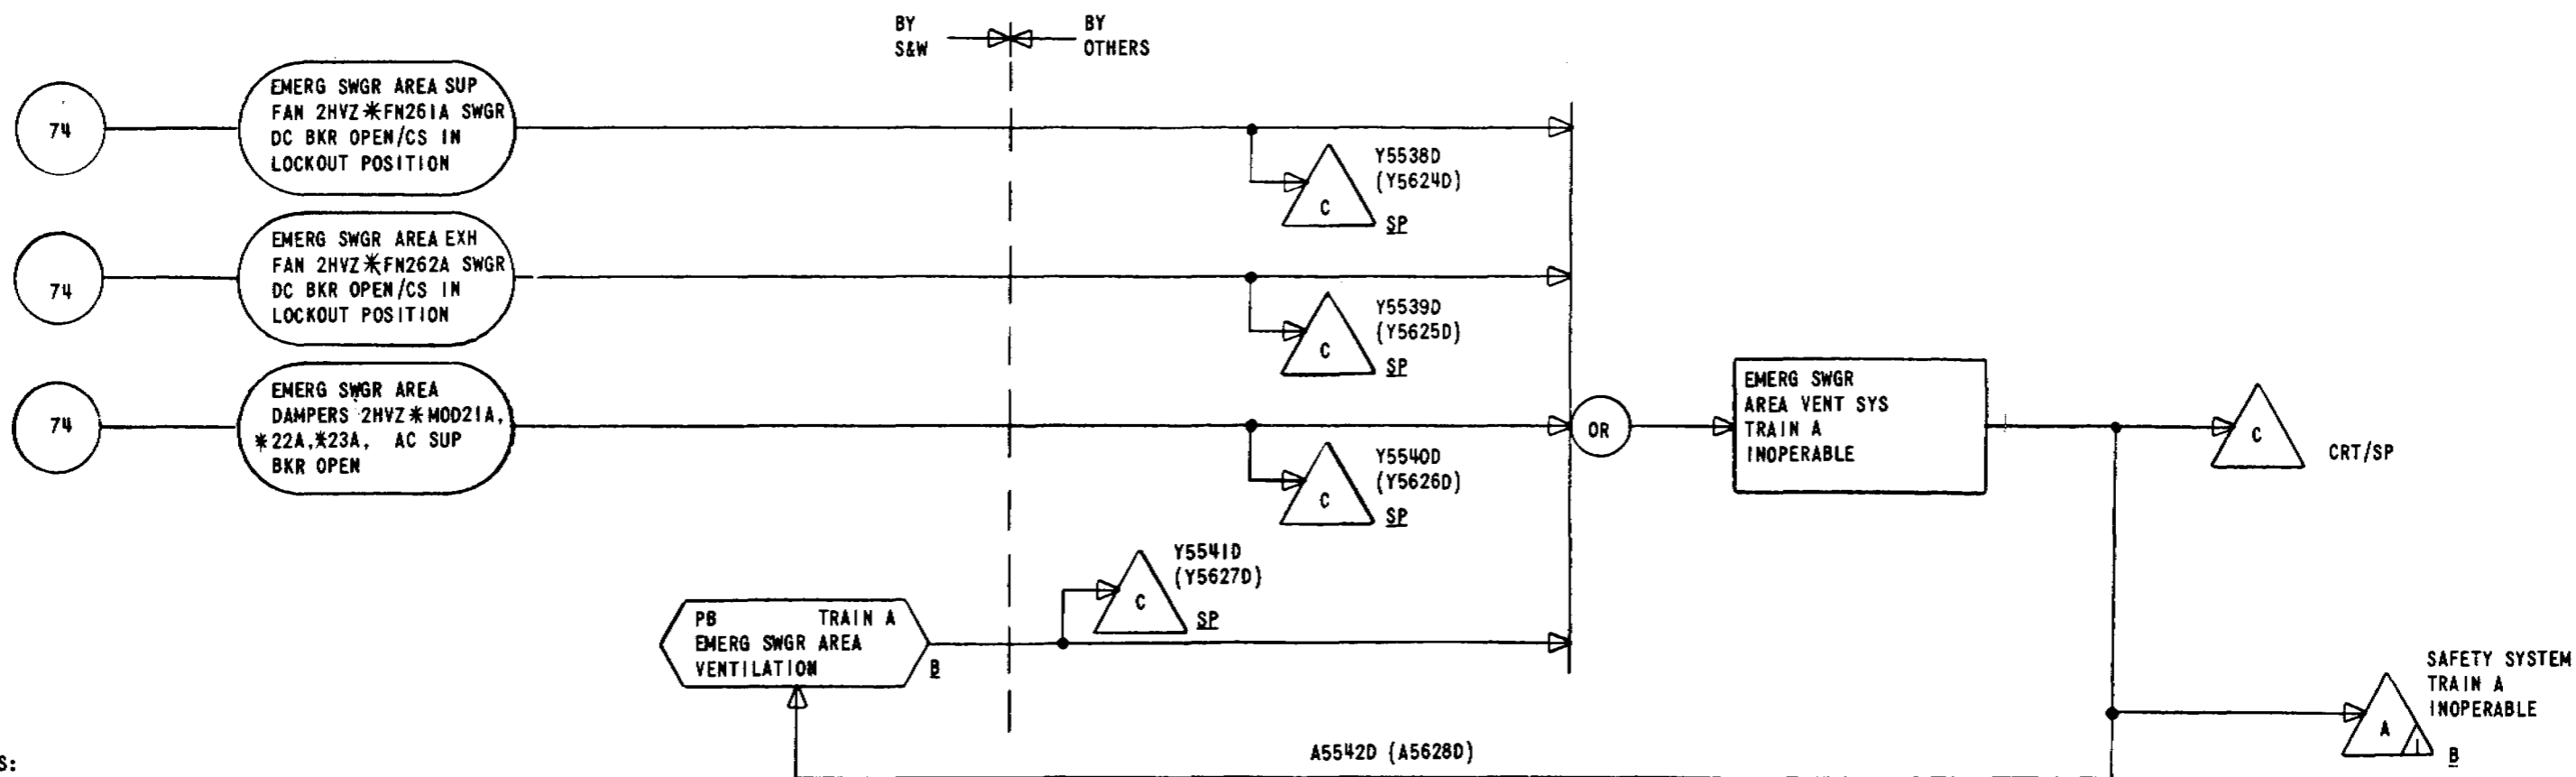 BY
S&W
BY
OTHERS
74
EMERG SWGR AREA SUP
FAN 2HVZ*FN261A SWGR
DC BKR OPEN/CS IN
LOCKOUT POSITION
Y5538D
(Y5624D)
C
SP
74
EMERG SWGR AREA EXH
FAN 2HVZ*FN262A SWGR
DC BKR OPEN/CS IN
LOCKOUT POSITION
Y5539D
(Y5625D)
C
SP
74
EMERG SWGR AREA
DAMPERS 2HVZ*MOD21A,
*22A,*23A, AC SUP
BKR OPEN
Y5540D
(Y5626D)
C
SP
OR
EMERG SWGR
AREA VENT SYS
TRAIN A
INOPERABLE
C
CRT/SP
Y5541D
(Y5627D)
C
SP
PB TRAIN A
EMERG SWGR AREA
VENTILATION
B
SAFETY SYSTEM
TRAIN A
INOPERABLE
A
1
B
A5542D (A5628D)
S: